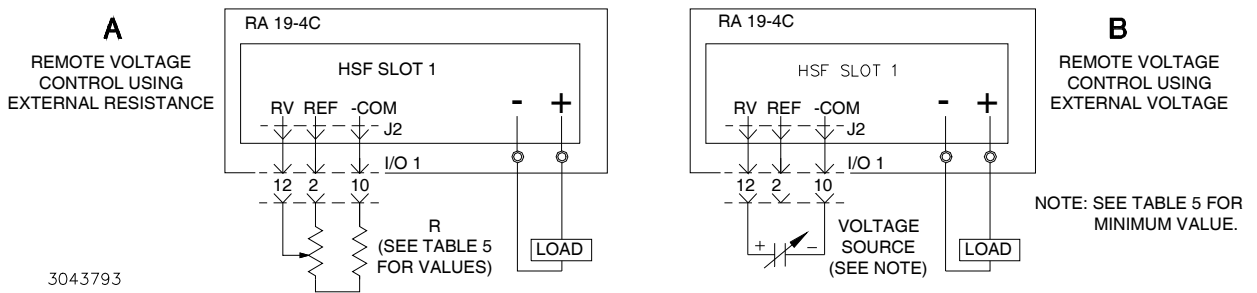 A
REMOTE VOLTAGE
CONTROL USING
EXTERNAL RESISTANCE
RA 19-4C
HSF SLOT 1
RV REF -COM
- +
J2
I/O 1
12 2 10
R
(SEE TABLE 5
FOR VALUES)
LOAD
3043793
RA 19-4C
HSF SLOT 1
RV REF -COM
- +
J2
I/O 1
12 2 10
+ −
VOLTAGE
SOURCE
(SEE NOTE)
LOAD
B
REMOTE VOLTAGE
CONTROL USING
EXTERNAL VOLTAGE
NOTE: SEE TABLE 5 FOR
MINIMUM VALUE.